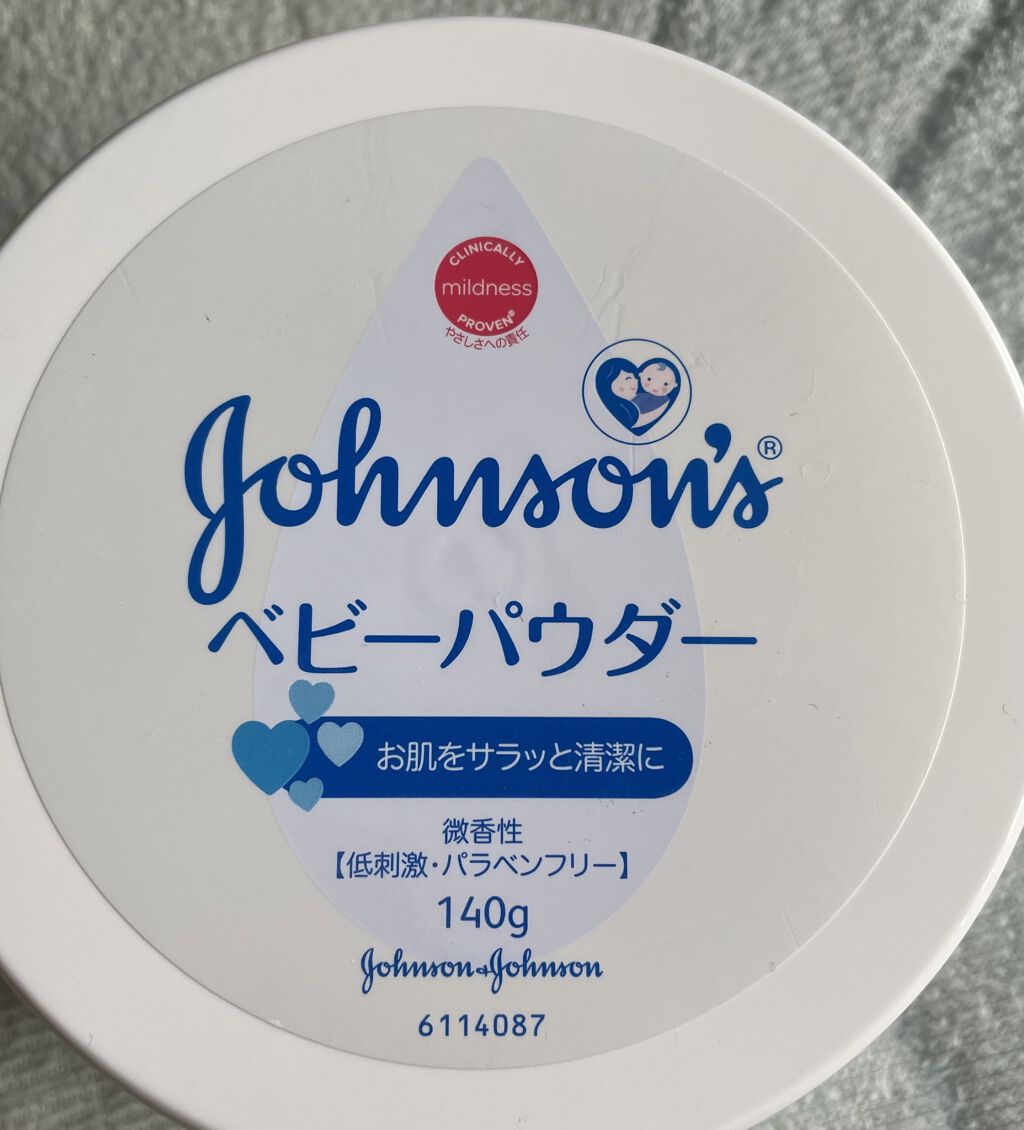 CLINICALLY
mildness
PROVEN®
やさしさへの責任
Johnson's®
ベビーパウダー
お肌をサラッと清潔に
微香性
【低刺激・パラベンフリー】
140g
Johnson+Johnson
6114087